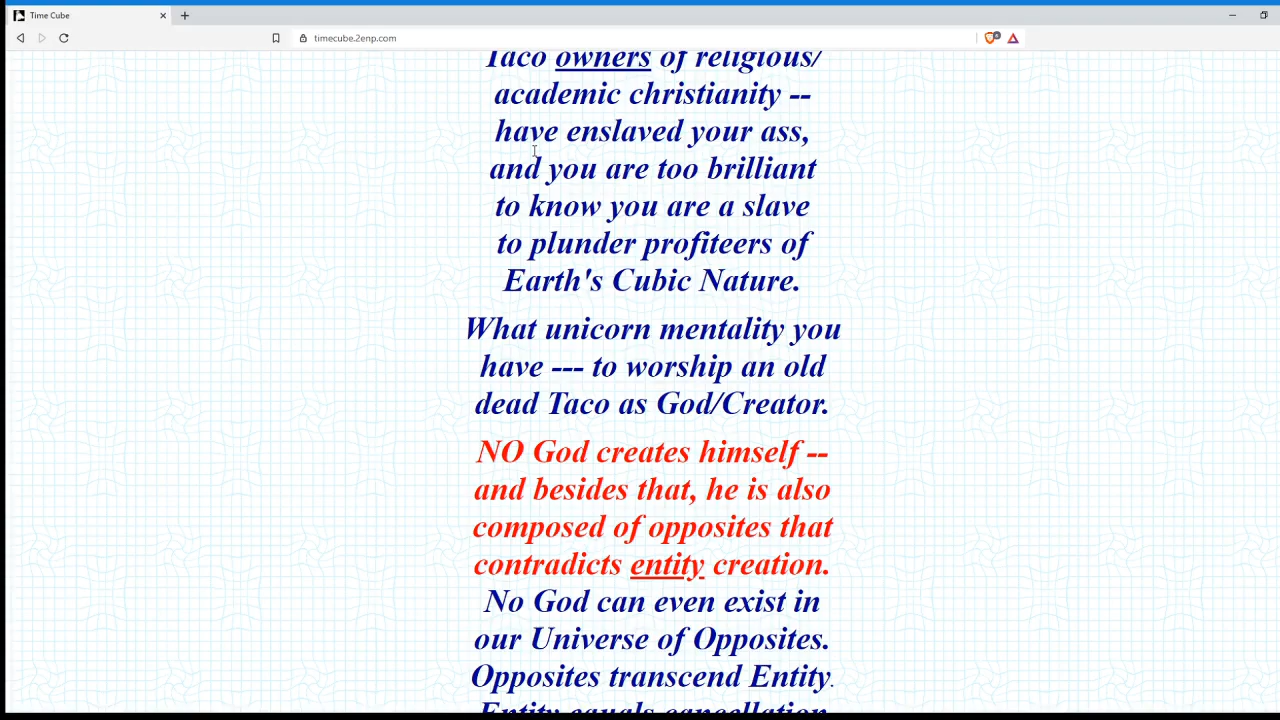 Time Cube
timecube.2enp.com
Taco owners of religious/
academic christianity --
have enslaved your ass,
and you are too brilliant
to know you are a slave
to plunder profiteers of
Earth's Cubic Nature.
What unicorn mentality you
have --- to worship an old
dead Taco as God/Creator.
NO God creates himself --
and besides that, he is also
composed of opposites that
contradicts entity creation.
No God can even exist in
our Universe of Opposites.
Opposites transcend Entity.
Entity equals cancellation